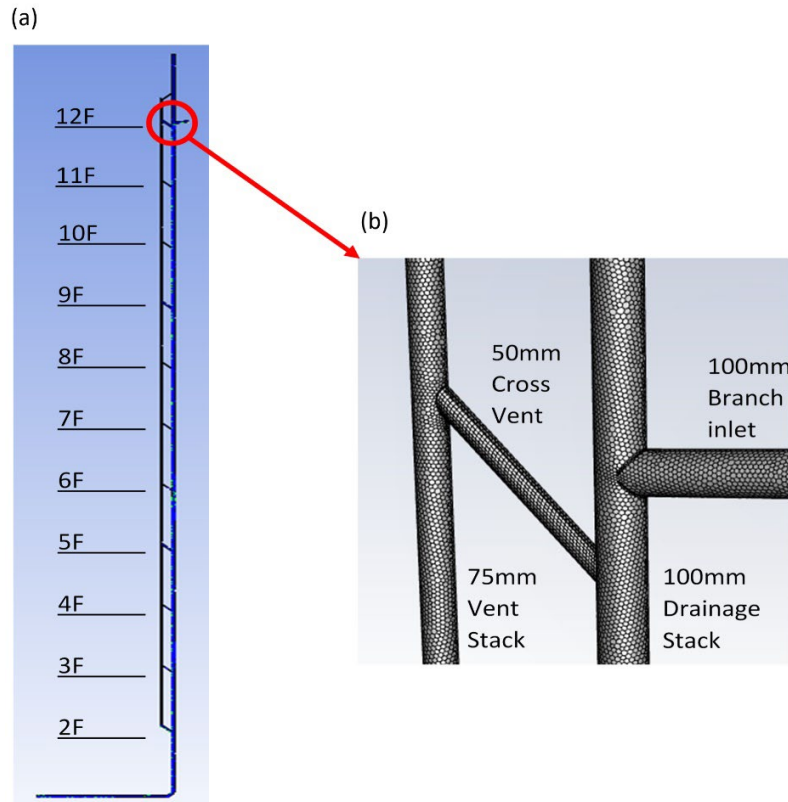 (a)
12F
11F
10F
9F
8F
7F
6F
5F
4F
3F
2F
(b)
50mm
Cross
Vent
100mm
Branch
inlet
75mm
Vent
Stack
100mm
Drainage
Stack